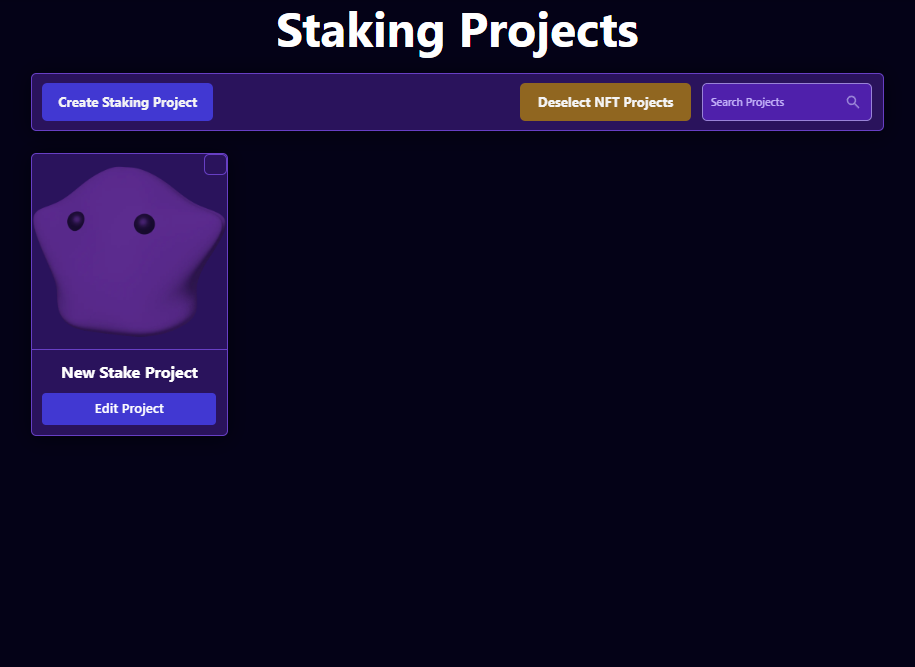 Staking Projects
Create Staking Project
Deselect NFT Projects
Search Projects
New Stake Project
Edit Project